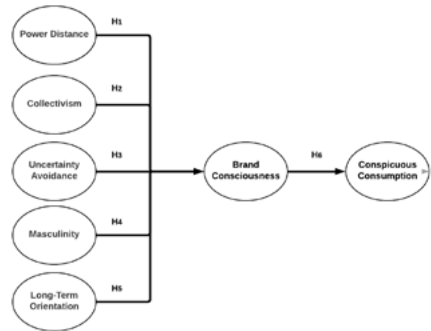 H1
Power Distance
H2
Collectivism
H3
Uncertainty
Avoidance
Brand
Consciousness
H6
Conspicuous
Consumption
H4
Masculinity
H5
Long-Term
Orientation